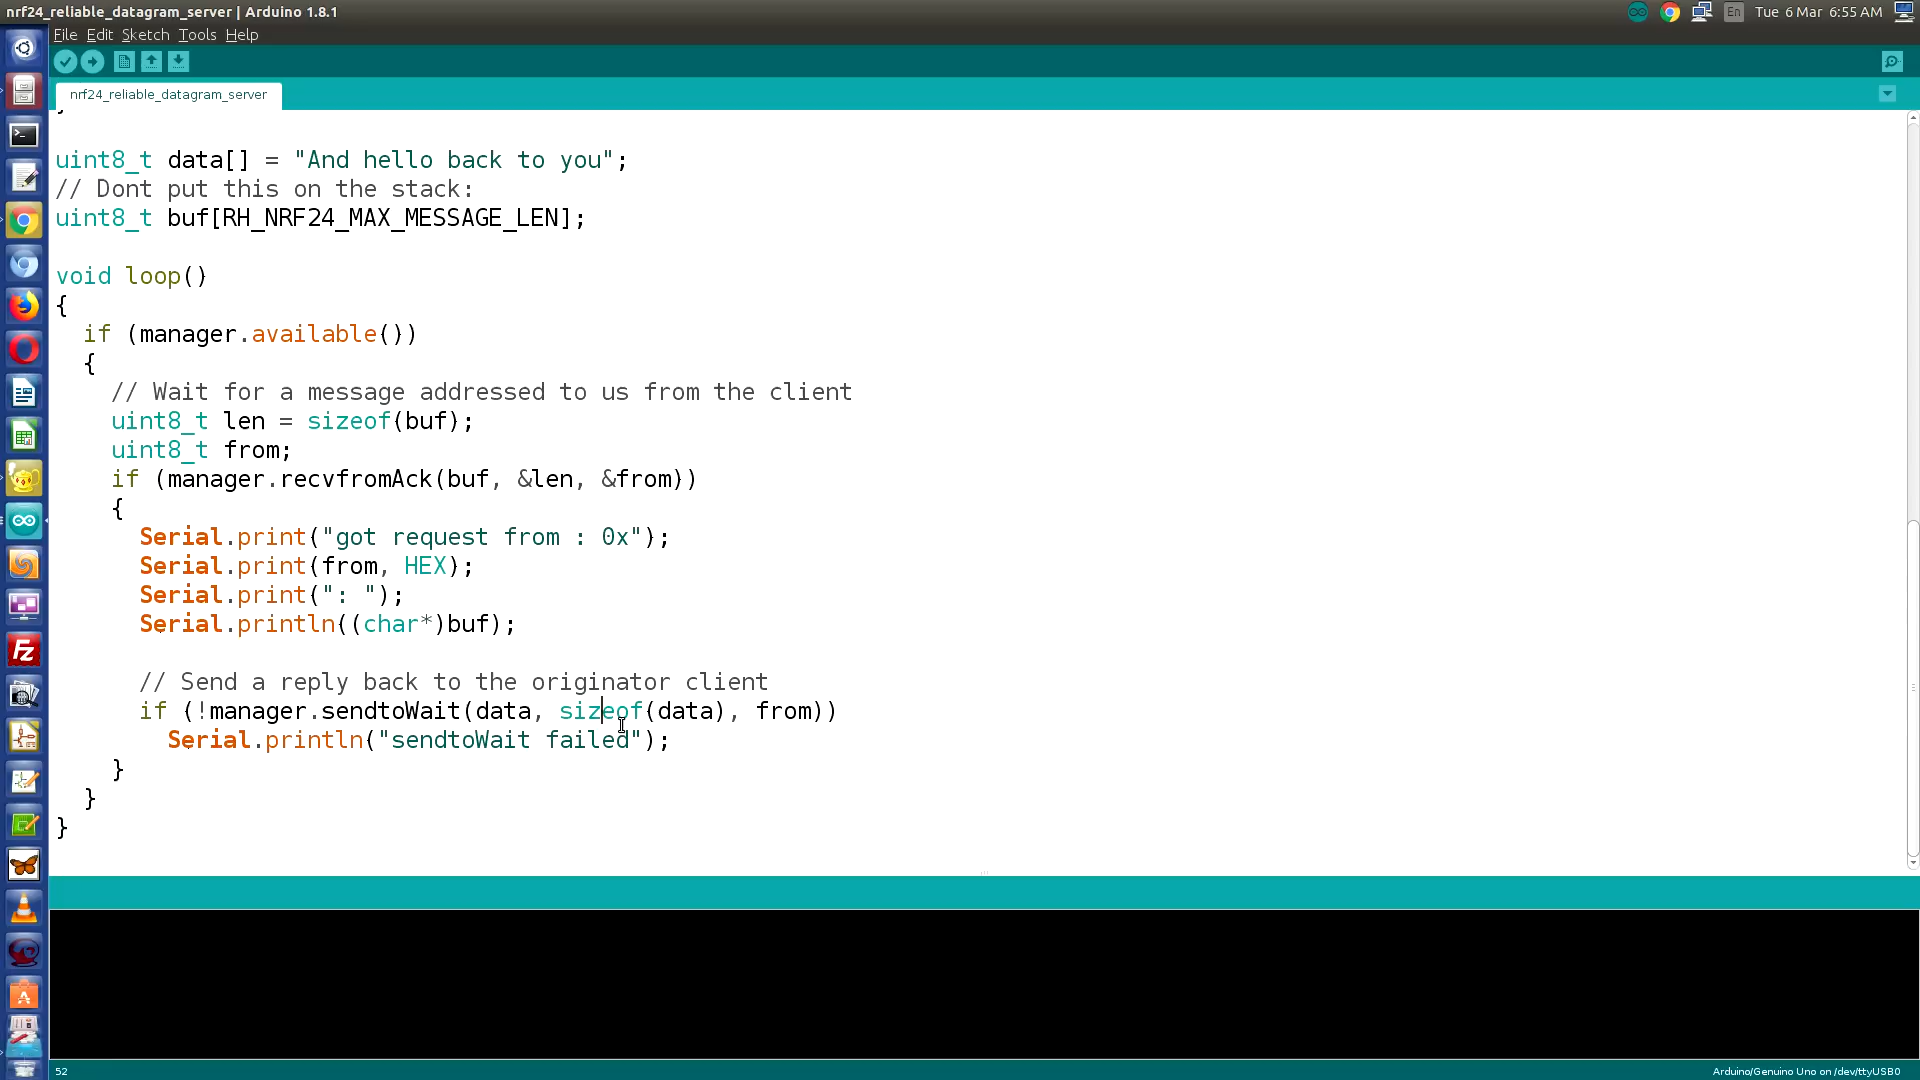 nrf24_reliable_datagram_server | Arduino 1.8.1
En Tue 6 Mar 6:55 AM
File Edit Sketch Tools Help
nrf24_reliable_datagram_server
}
uint8_t data[] = "And hello back to you";
// Dont put this on the stack:
uint8_t buf[RH_NRF24_MAX_MESSAGE_LEN];
void loop()
{
if (manager.available())
{
// Wait for a message addressed to us from the client
uint8_t len = sizeof(buf);
uint8_t from;
if (manager.recvfromAck(buf, &len, &from))
{
Serial.print("got request from : 0x");
Serial.print(from, HEX);
Serial.print(": ");
Serial.println((char*)buf);
// Send a reply back to the originator client
if (!manager.sendtoWait(data, sizeof(data), from))
Serial.println("sendtoWait failed");
}
}
}
Fz
52
Arduino/Genuino Uno on /dev/ttyUSB0